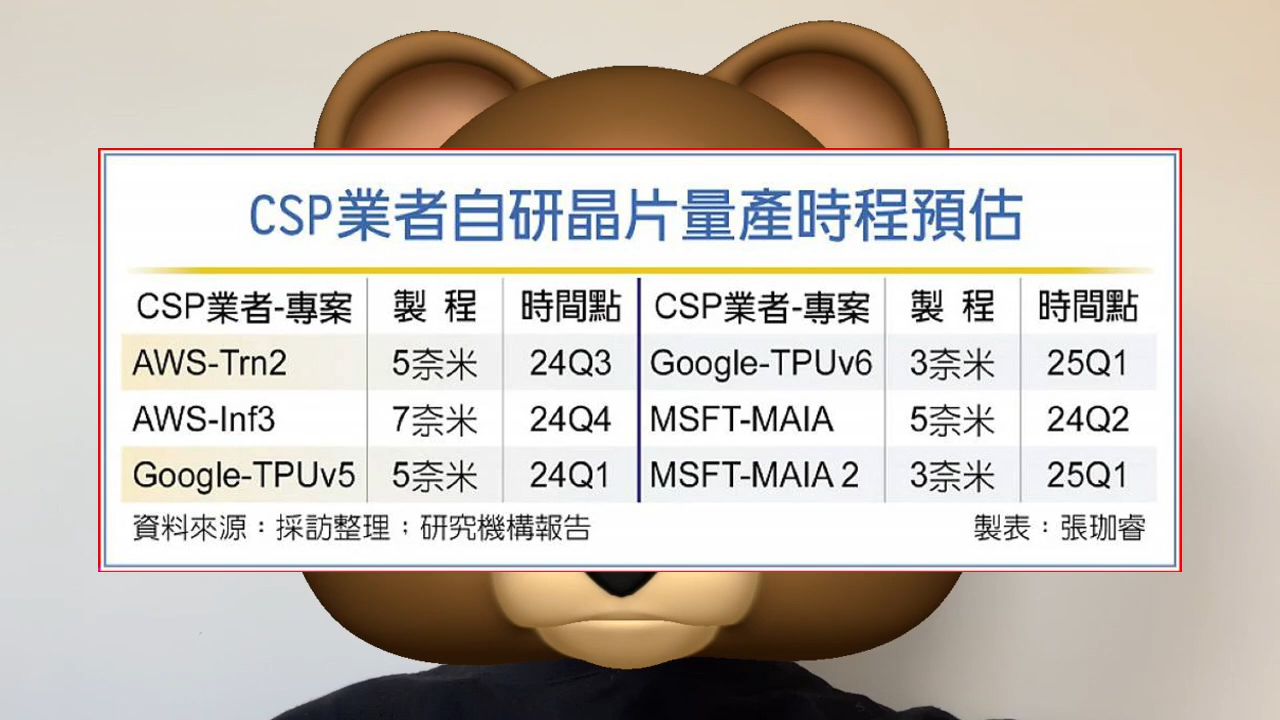 CSP業者自研晶片量產時程預估
CSP業者-專案 製程 時間點 CSP業者-專案 製程 時間點
AWS-Trn2 5奈米 24Q3 Google-TPUv6 3奈米 25Q1
AWS-Inf3 7奈米 24Q4 MSFT-MAIA 5奈米 24Q2
Google-TPUv5 5奈米 24Q1 MSFT-MAIA 2 3奈米 25Q1
資料來源：採訪整理；研究機構報告 製表：張珈睿